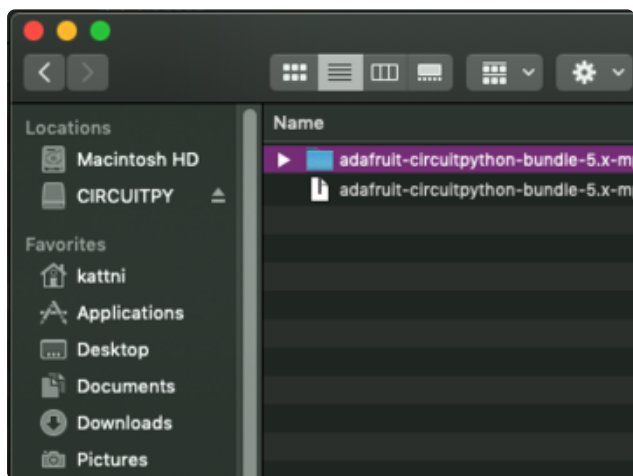 Locations
Macintosh HD
CIRCUITPY
Favorites
kattni
Applications
Desktop
Documents
Downloads
Pictures
Name
adafruit-circuitpython-bundle-5.x-m
adafruit-circuitpython-bundle-5.x-m